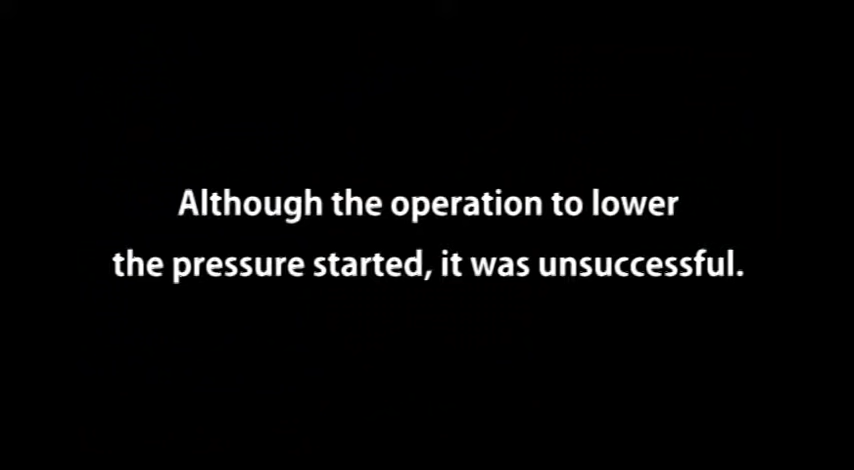 Although the operation to lower
the pressure started, it was unsuccessful.